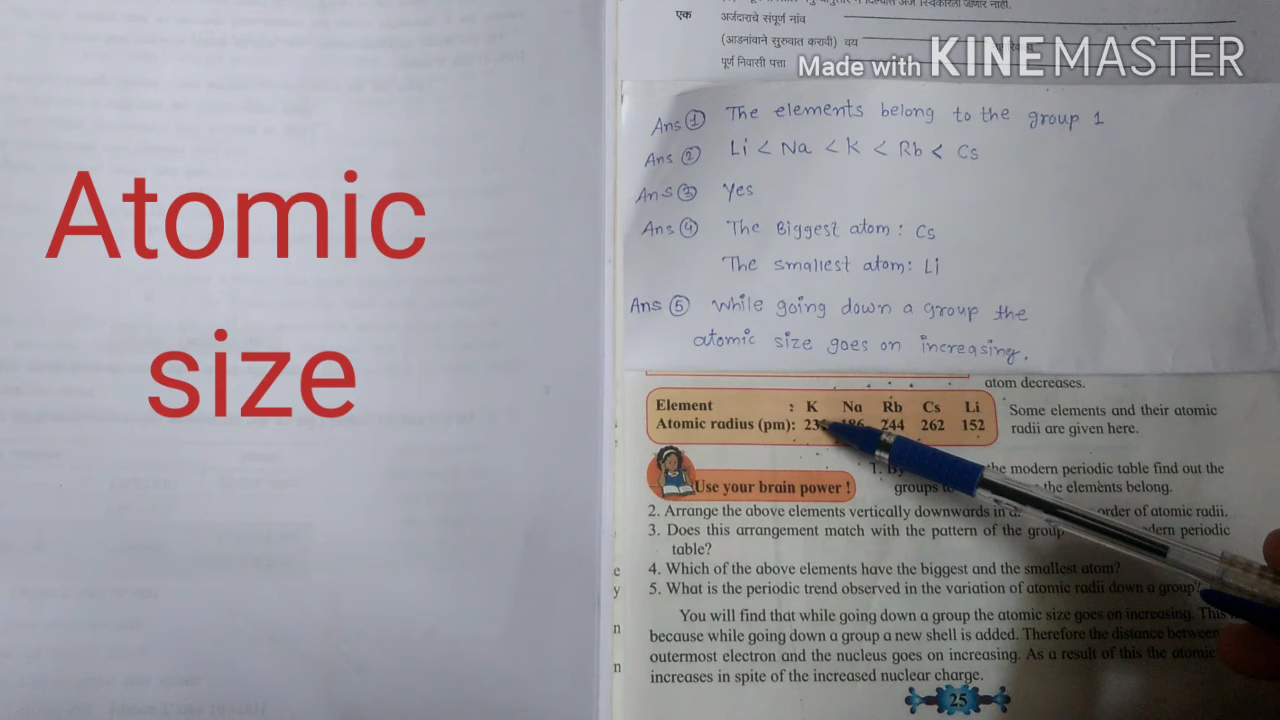 Atomic
size
एक
अर्जदाराचे संपूर्ण नांव
(आडनांवाने सुरुवात करावी) वय
पूर्ण निवासी पत्ता
Made with KINEMASTER
Ans ① The elements belong to the group 1
Ans ② Li < Na < K < Rb < Cs
Ans ③ Yes
Ans ④ The Biggest atom : Cs
The smallest atom: Li
Ans ⑤ While going down a group the
atomic size goes on increasing.
atom decreases.
Element : K Na Rb Cs Li
Atomic radius (pm): 186 244 262 152
Some elements and their atomic
radii are given here.
Use your brain power !
1. the modern periodic table find out the
groups the elements belong.
2. Arrange the above elements vertically downwards in order of atomic radii.
3. Does this arrangement match with the pattern of the group periodic
table?
4. Which of the above elements have the biggest and the smallest atom?
5. What is the periodic trend observed in the variation of atomic radii down a group?
You will find that while going down a group the atomic size goes on increasing. This
because while going down a group a new shell is added. Therefore the distance between
outermost electron and the nucleus goes on increasing. As a result of this the atomic
increases in spite of the increased nuclear charge.
25